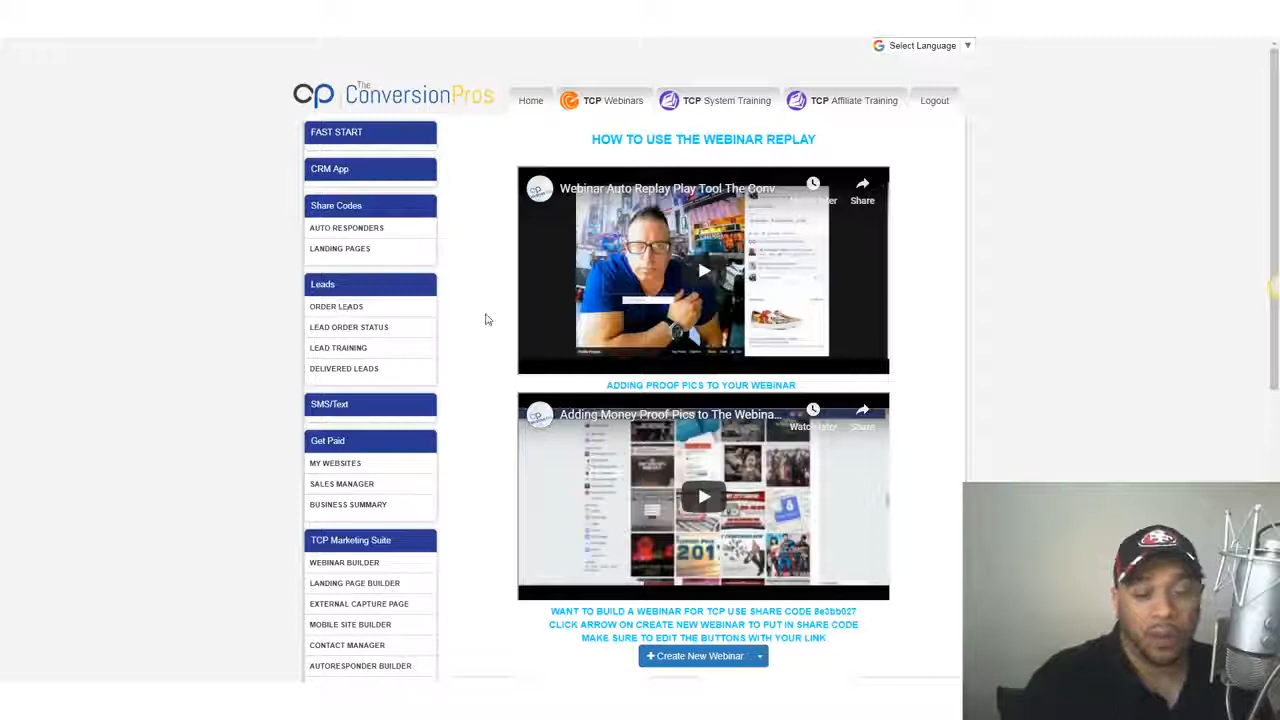 Select Language ▼
The
ConversionPros
Home
TCP Webinars
TCP System Training
TCP Affiliate Training
Logout
FAST START
CRM App
Share Codes
AUTO RESPONDERS
LANDING PAGES
Leads
ORDER LEADS
LEAD ORDER STATUS
LEAD TRAINING
DELIVERED LEADS
SMS/Text
Get Paid
MY WEBSITES
SALES MANAGER
BUSINESS SUMMARY
TCP Marketing Suite
WEBINAR BUILDER
LANDING PAGE BUILDER
EXTERNAL CAPTURE PAGE
MOBILE SITE BUILDER
CONTACT MANAGER
AUTORESPONDER BUILDER
HOW TO USE THE WEBINAR REPLAY
Webinar Auto Replay Play Tool The Conv
Share
ADDING PROOF PICS TO YOUR WEBINAR
Adding Money Proof Pics to The Webina...
Watch later
Share
WANT TO BUILD A WEBINAR FOR TCP USE SHARE CODE 8e3bb027
CLICK ARROW ON CREATE NEW WEBINAR TO PUT IN SHARE CODE
MAKE SURE TO EDIT THE BUTTONS WITH YOUR LINK
+ Create New Webinar